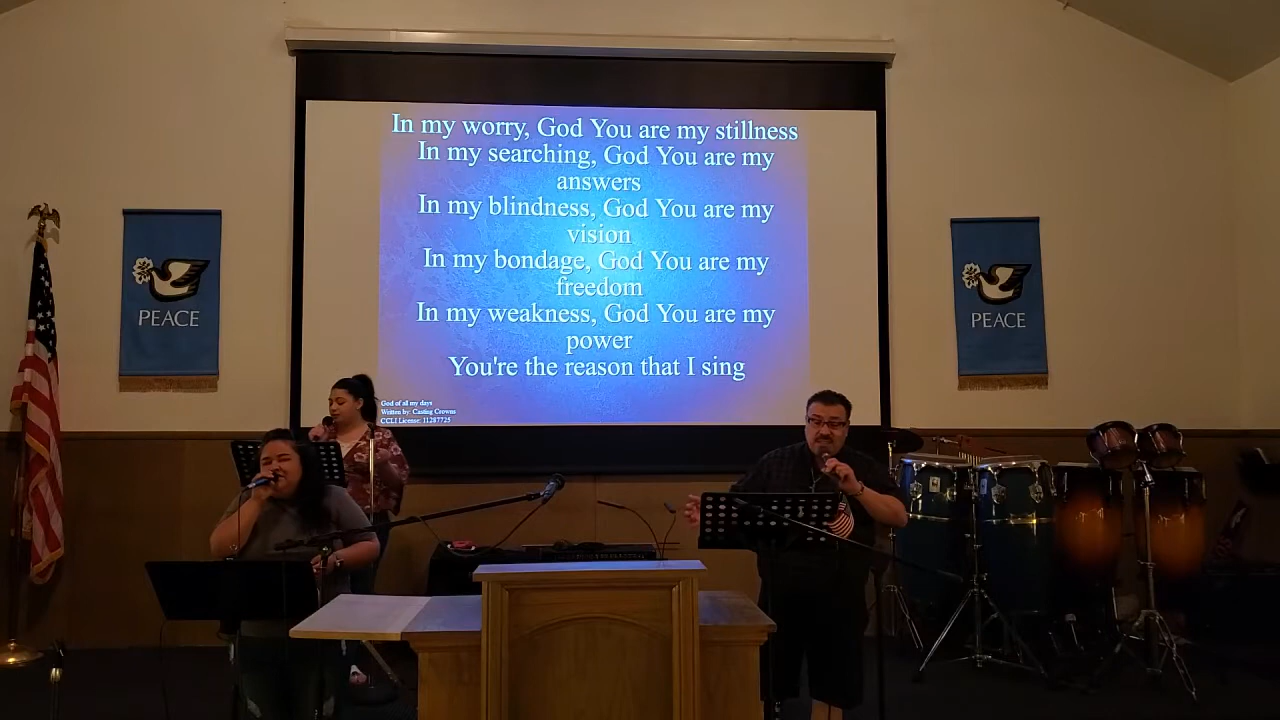 In my worry, God You are my stillness
In my searching, God You are my
answers
In my blindness, God You are my
vision
In my bondage, God You are my
freedom
In my weakness, God You are my
power
You're the reason that I sing
God of all my days
Written by: Casting Crowns
CCLI License: 11287725
PEACE
PEACE